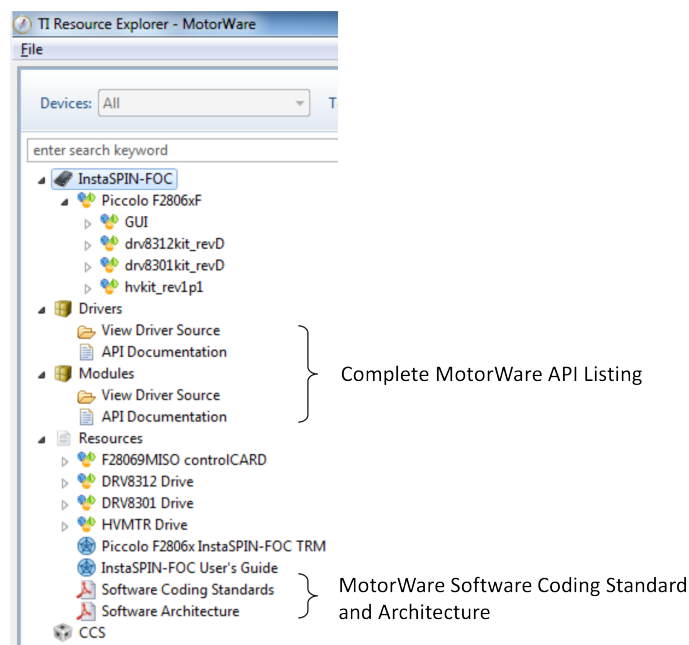 TI Resource Explorer - MotorWare
File
Devices: All T
enter search keyword
InstaSPIN-FOC
Piccolo F2806xF
GUI
drv8312kit_revD
drv8301kit_revD
hvkit_rev1p1
Drivers
View Driver Source
API Documentation
Complete MotorWare API Listing
Modules
View Driver Source
API Documentation
Resources
F28069MISO controlCARD
DRV8312 Drive
DRV8301 Drive
HVMTR Drive
Piccolo F2806x InstaSPIN-FOC TRM
InstaSPIN-FOC User's Guide
Software Coding Standards
Software Architecture
MotorWare Software Coding Standard
and Architecture
CCS